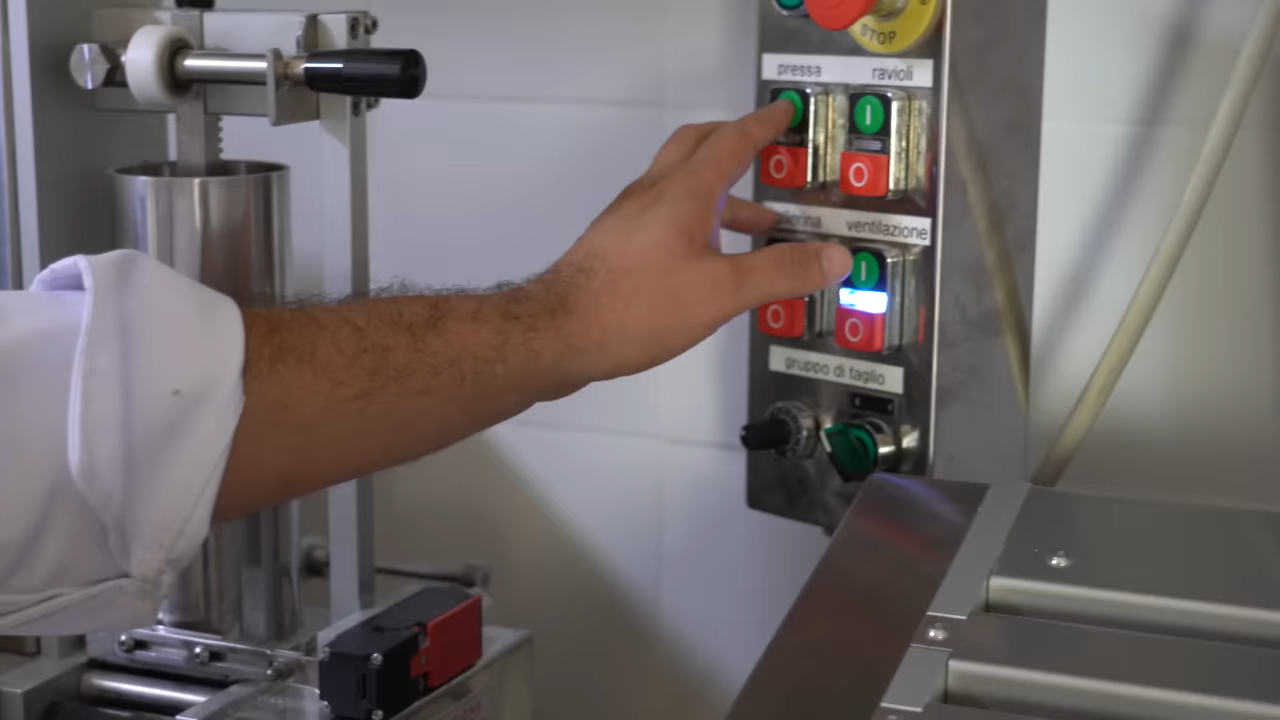 STOP
pressa ravioli
I
O O
ventilazione
I
O O
gruppo di taglio